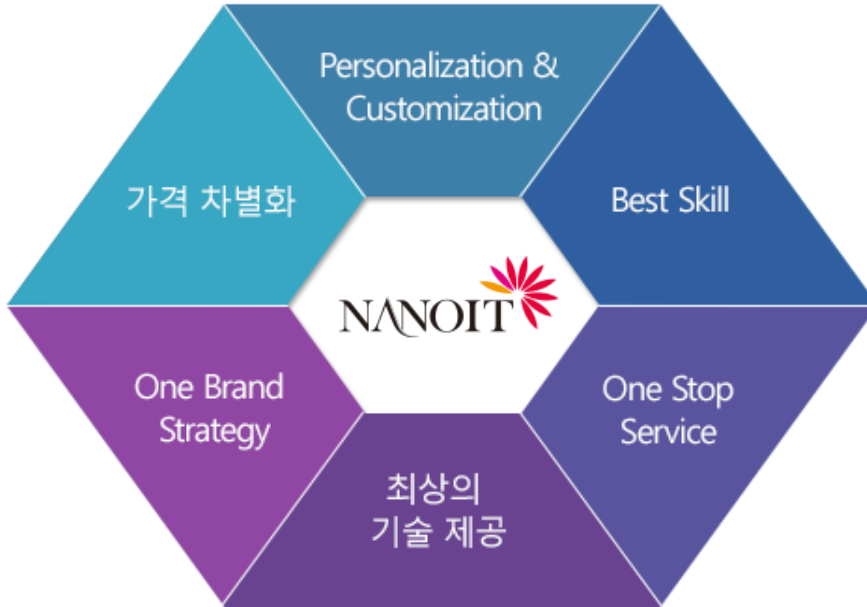 Personalization &
Customization
가격 차별화
Best Skill
NANOIT
One Brand
Strategy
One Stop
Service
최상의
기술 제공